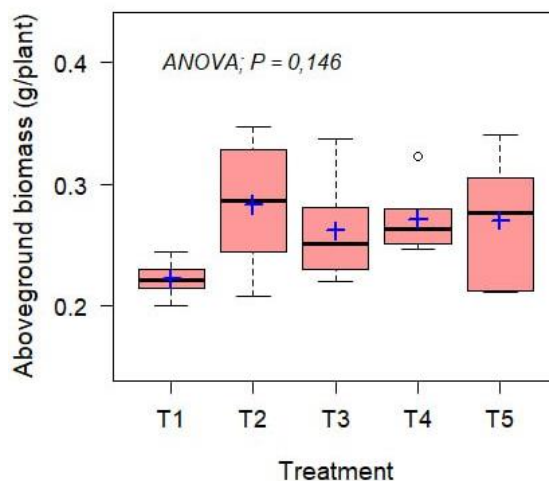 Aboveground biomass (g/plant)
0.4
0.3
0.2
ANOVA; P = 0,146
T1 T2 T3 T4 T5
Treatment